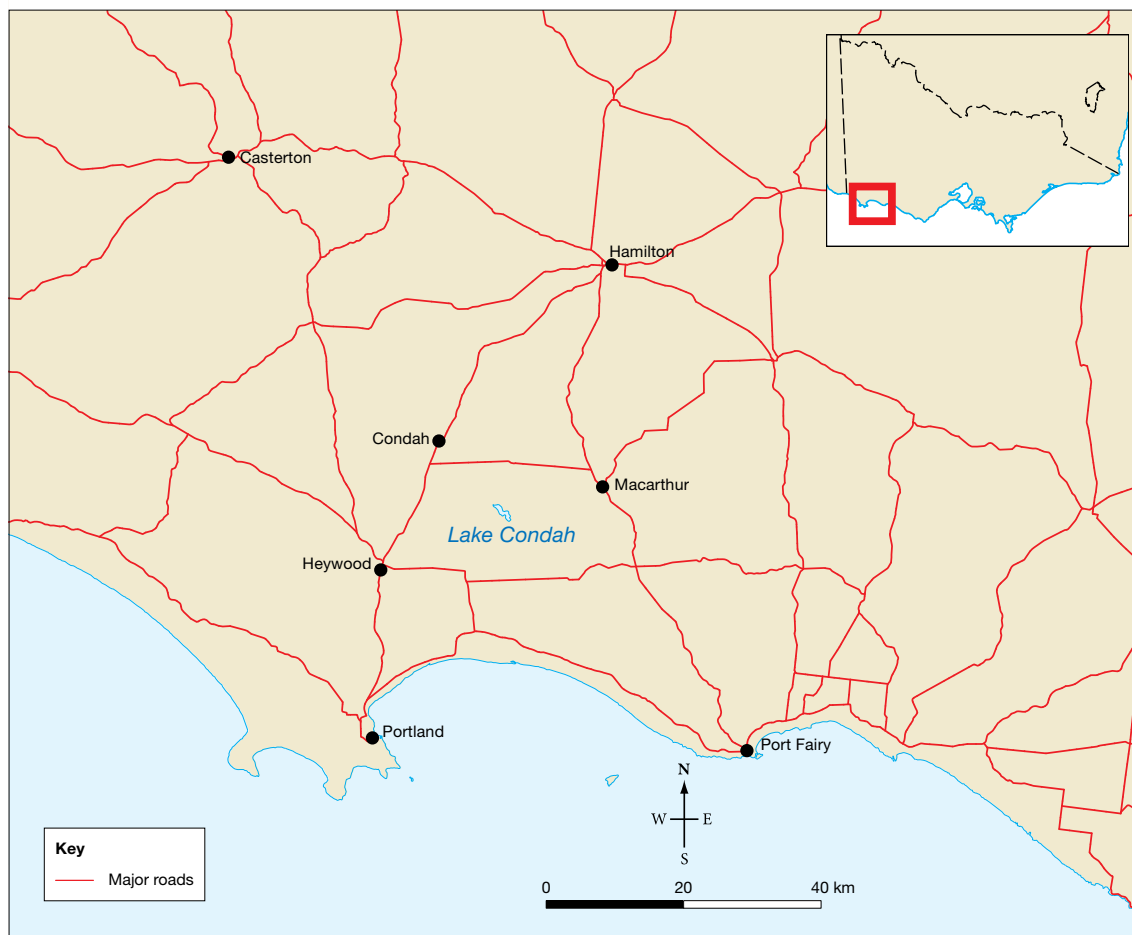 Casterton
Hamilton
Condah
Macarthur
Lake Condah
Heywood
Portland
Port Fairy
N
W E
S
Key
Major roads
0 20 40 km